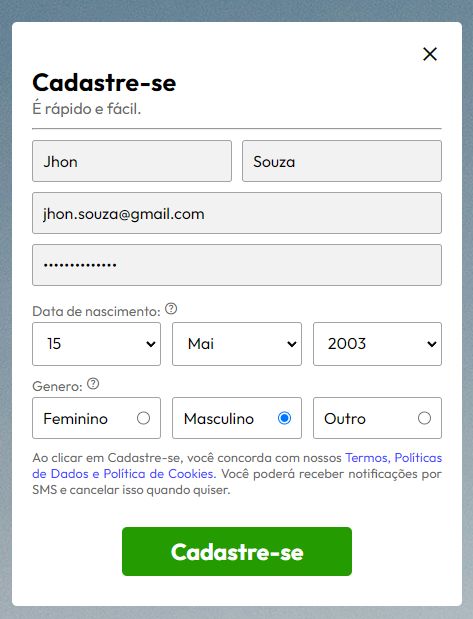 Cadastre-se
É rápido e fácil.
Jhon Souza
jhon.souza@gmail.com
••••••••••••••
Data de nascimento: ?
15 Mai 2003
Genero: ?
Feminino Masculino Outro
Ao clicar em Cadastre-se, você concorda com nossos Termos, Políticas
de Dados e Política de Cookies. Você poderá receber notificações por
SMS e cancelar isso quando quiser.
Cadastre-se